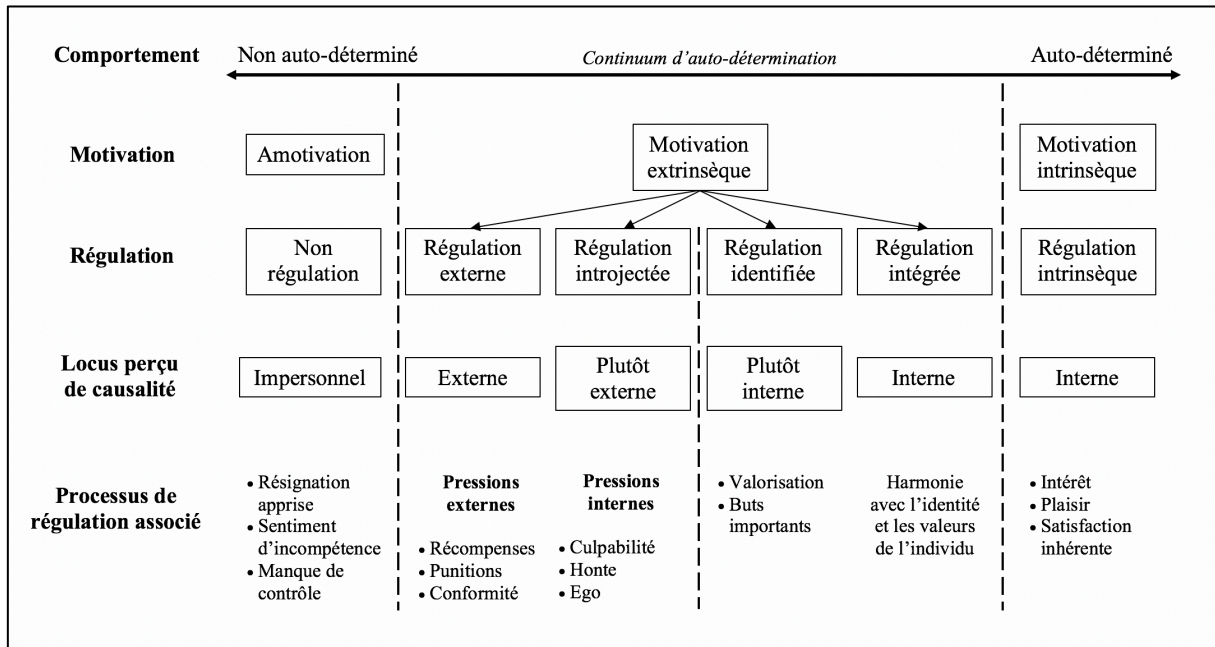 Comportement
Non auto-déterminé
Continuum d'auto-détermination
Auto-déterminé
Motivation
Amotivation
Motivation
extrinsèque
Motivation
intrinsèque
Régulation
Non
régulation
Régulation
externe
Régulation
introjectée
Régulation
identifiée
Régulation
intégrée
Régulation
intrinsèque
Locus perçu
de causalité
Impersonnel
Externe
Plutôt
externe
Plutôt
interne
Interne
Interne
Processus de
régulation associé
• Résignation
apprise
• Sentiment
d'incompétence
• Manque de
contrôle
Pressions
externes
• Récompenses
• Punitions
• Conformité
Pressions
internes
• Culpabilité
• Honte
• Ego
• Valorisation
• Buts
importants
Harmonie
avec l'identité
et les valeurs
de l'individu
• Intérêt
• Plaisir
• Satisfaction
inhérente